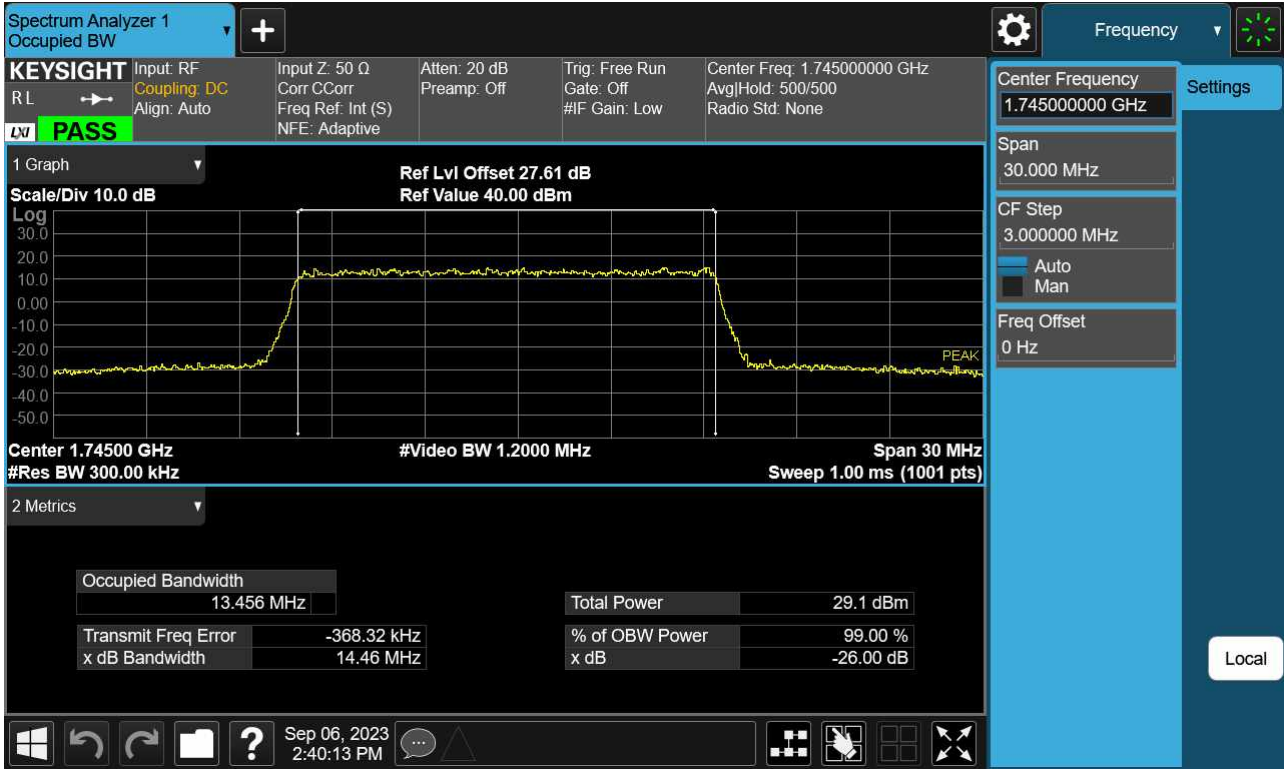 Spectrum Analyzer 1
Occupied BW
+
Frequency
KEYSIGHT
R L
LXI PASS
Input: RF
Coupling: DC
Align: Auto
Input Z: 50 Ω
Corr CCorr
Freq Ref: Int (S)
NFE: Adaptive
Atten: 20 dB
Preamp: Off
Trig: Free Run
Gate: Off
#IF Gain: Low
Center Freq: 1.745000000 GHz
Avg|Hold: 500/500
Radio Std: None
Center Frequency
1.745000000 GHz
Settings
Span
30.000 MHz
CF Step
3.000000 MHz
Auto
Man
Freq Offset
0 Hz
Local
1 Graph
Scale/Div 10.0 dB
Ref Lvl Offset 27.61 dB
Ref Value 40.00 dBm
Log
30.0
20.0
10.0
0.00
-10.0
-20.0
-30.0
-40.0
-50.0
PEAK
Center 1.74500 GHz
#Video BW 1.2000 MHz
Span 30 MHz
#Res BW 300.00 kHz
Sweep 1.00 ms (1001 pts)
2 Metrics
Occupied Bandwidth
13.456 MHz
Total Power 29.1 dBm
Transmit Freq Error -368.32 kHz
% of OBW Power 99.00 %
x dB Bandwidth 14.46 MHz
x dB -26.00 dB
?
Sep 06, 2023
2:40:13 PM